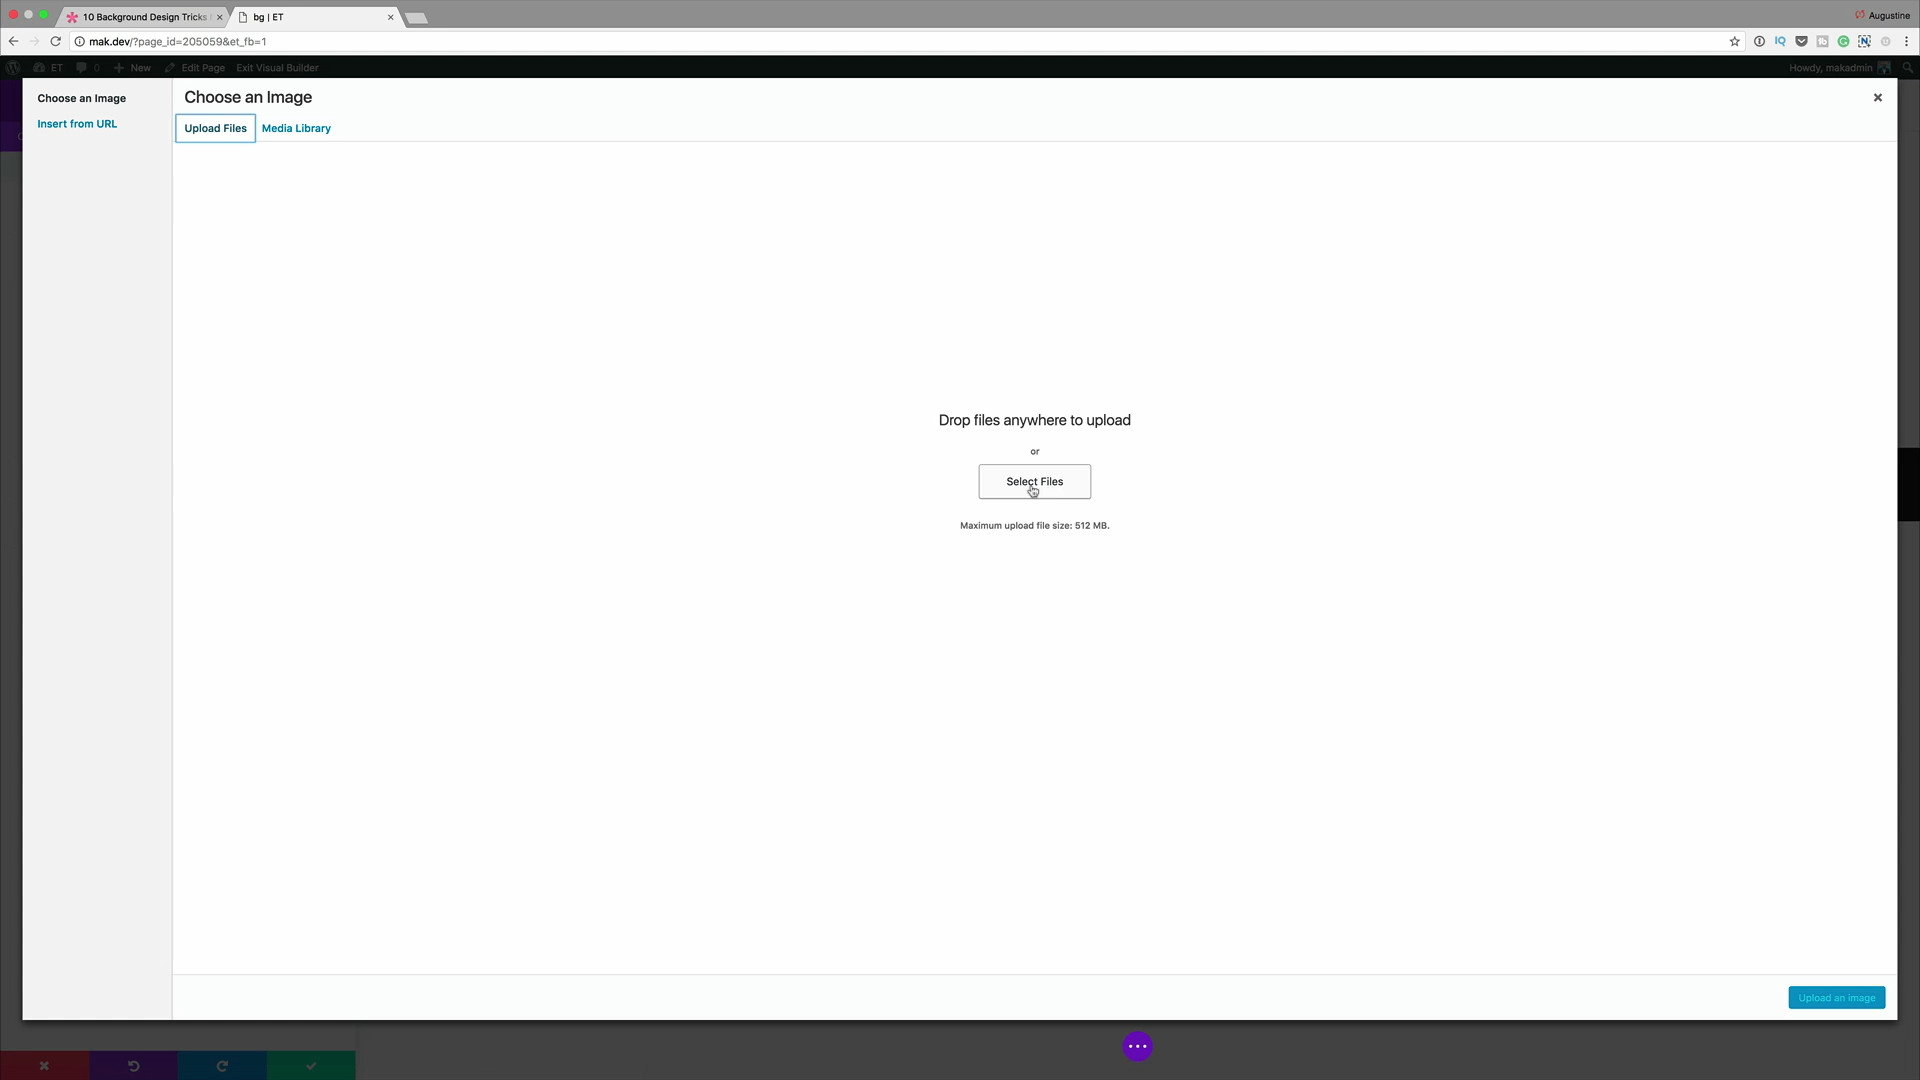 10 Background Design Tricks
bg | ET
Augustine
mak.dev/?page_id=205059&et_fb=1
ET
0
New
Edit Page
Exit Visual Builder
Howdy, makadmin
Choose an Image
Insert from URL
Choose an Image
Upload Files
Media Library
Drop files anywhere to upload
or
Select Files
Maximum upload file size: 512 MB.
Upload an image